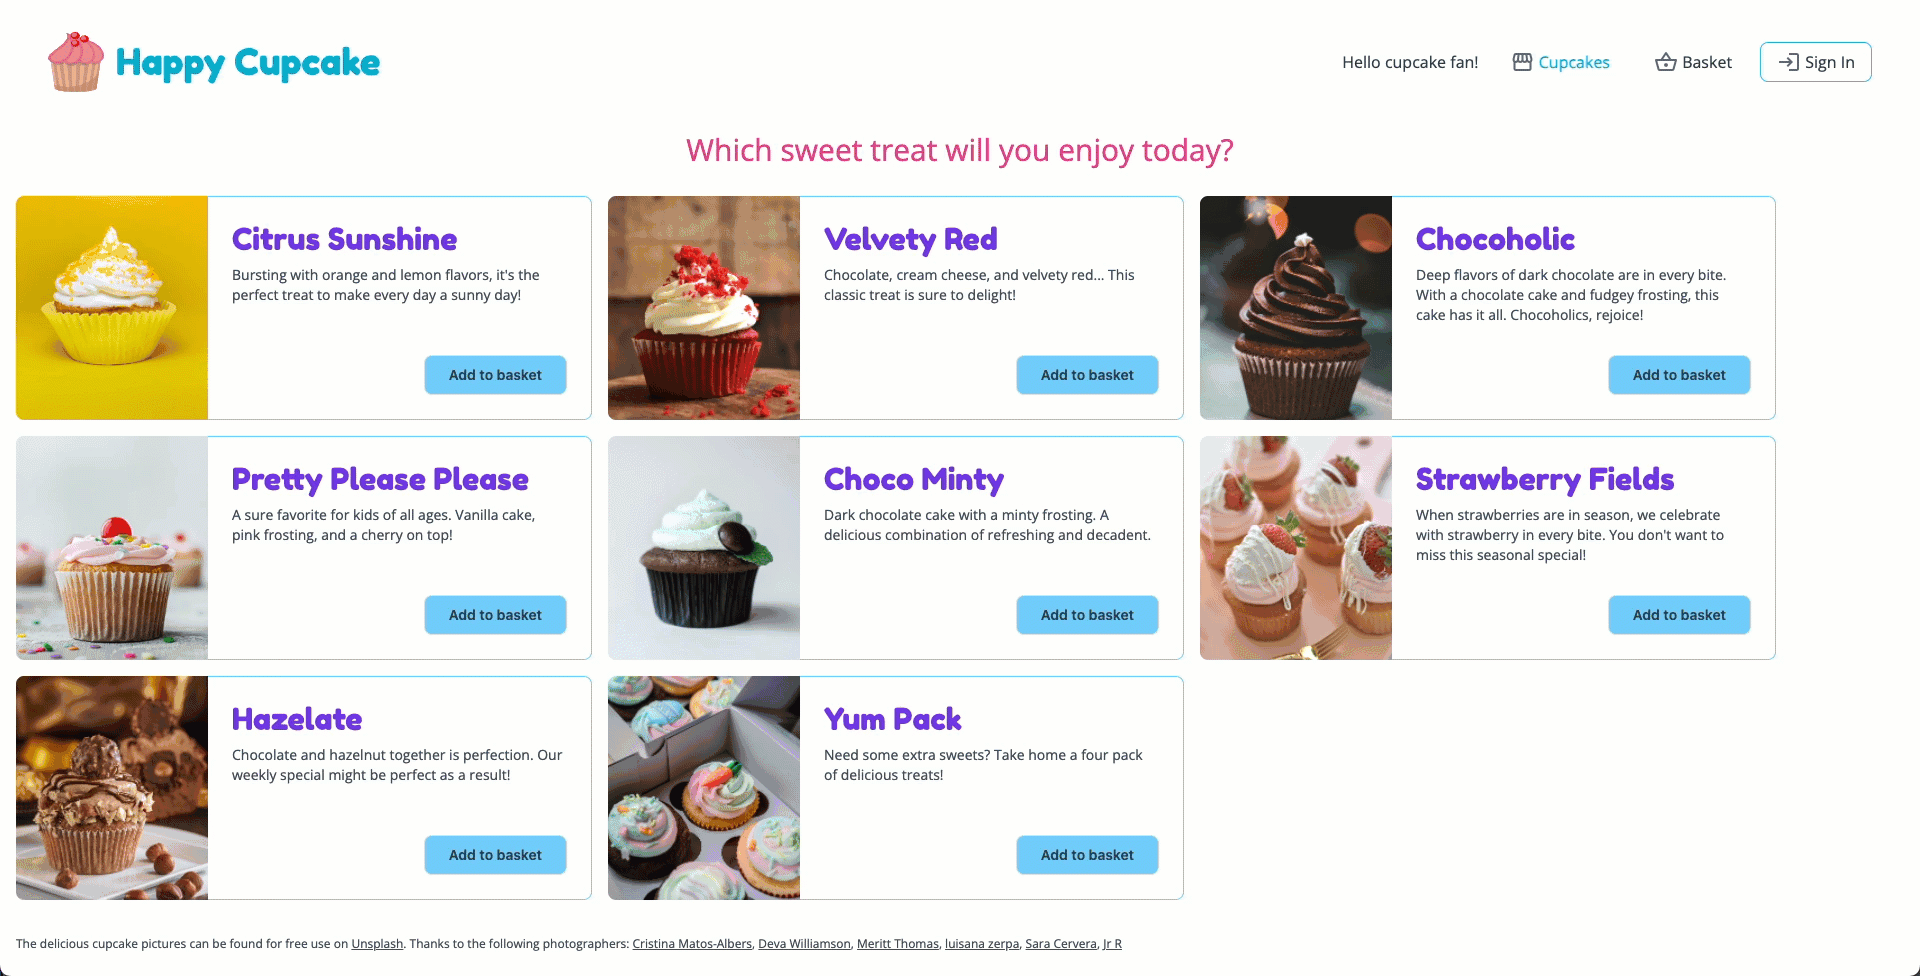 Happy Cupcake
Hello cupcake fan!
Cupcakes
Basket
Sign In
Which sweet treat will you enjoy today?
Citrus Sunshine
Bursting with orange and lemon flavors, it's the
perfect treat to make every day a sunny day!
Add to basket
Velvety Red
Chocolate, cream cheese, and velvety red... This
classic treat is sure to delight!
Add to basket
Chocoholic
Deep flavors of dark chocolate are in every bite.
With a chocolate cake and fudgey frosting, this
cake has it all. Chocoholics, rejoice!
Add to basket
Pretty Please Please
A sure favorite for kids of all ages. Vanilla cake,
pink frosting, and a cherry on top!
Add to basket
Choco Minty
Dark chocolate cake with a minty frosting. A
delicious combination of refreshing and decadent.
Add to basket
Strawberry Fields
When strawberries are in season, we celebrate
with strawberry in every bite. You don't want to
miss this seasonal special!
Add to basket
Hazelate
Chocolate and hazelnut together is perfection. Our
weekly special might be perfect as a result!
Add to basket
Yum Pack
Need some extra sweets? Take home a four pack
of delicious treats!
Add to basket
The delicious cupcake pictures can be found for free use on Unsplash. Thanks to the following photographers: Cristina Matos-Albers, Deva Williamson, Meritt Thomas, luisana zerpa, Sara Cervera, Jr R